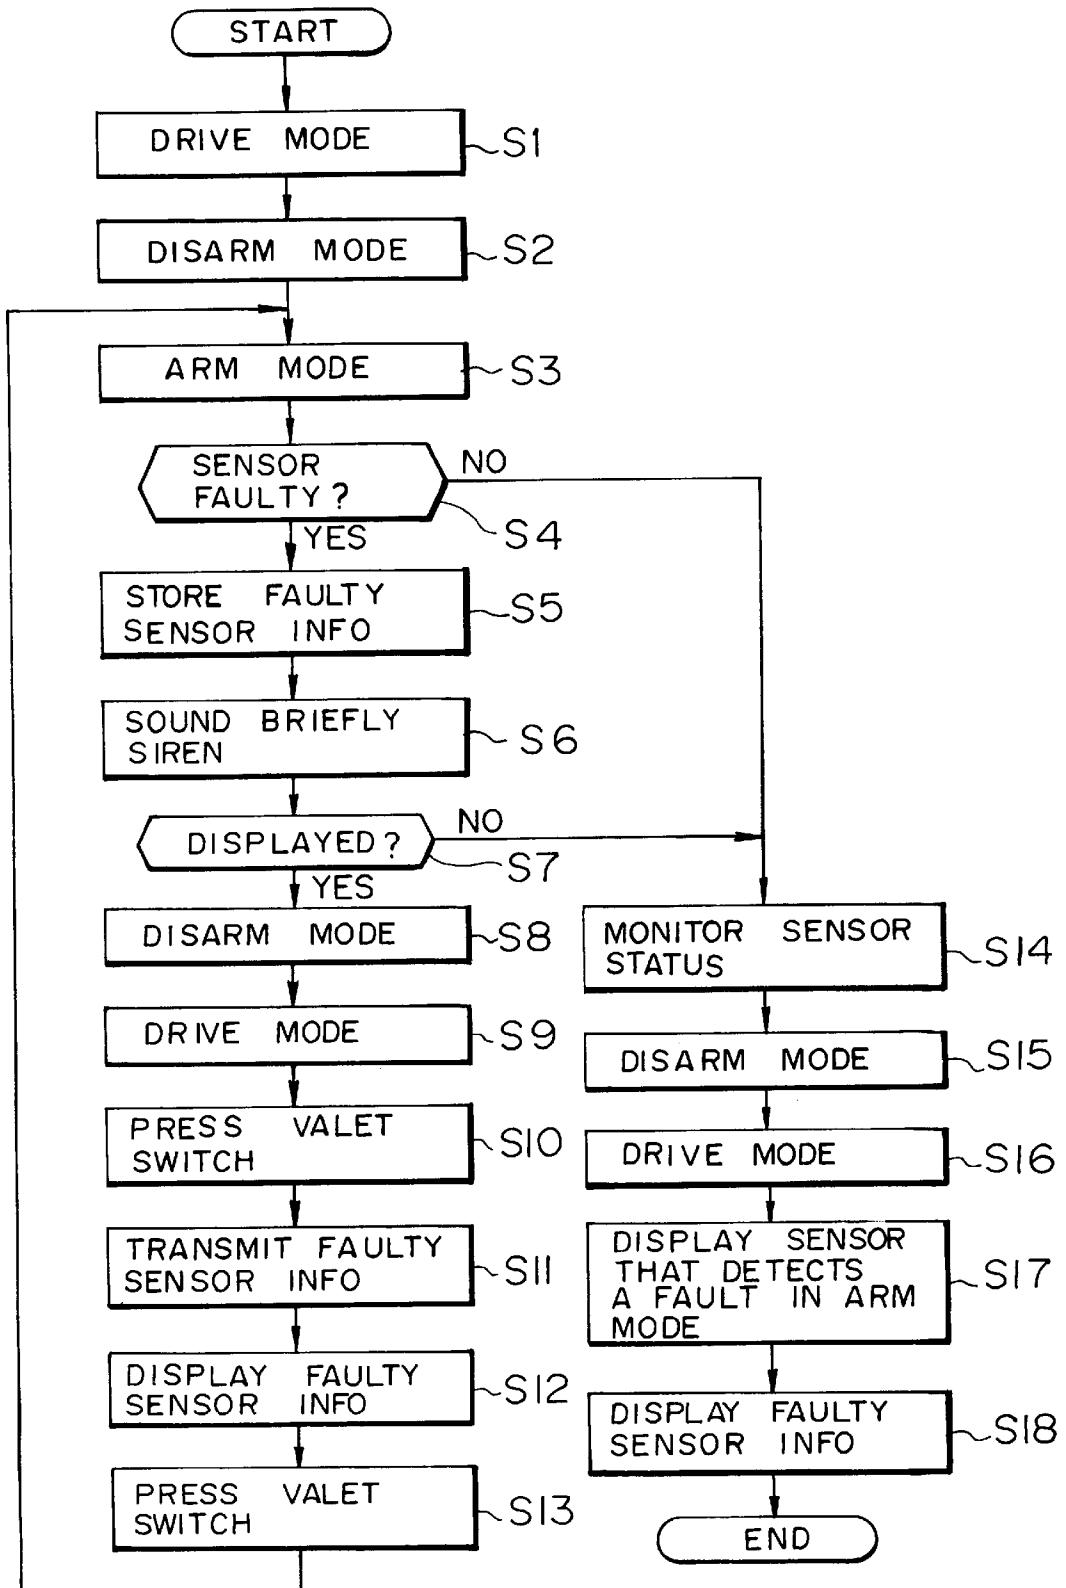 START
DRIVE MODE
S1
DISARM MODE
S2
ARM MODE
S3
SENSOR
FAULTY?
NO
S4
YES
STORE FAULTY
SENSOR INFO
S5
SOUND BRIEFLY
SIREN
S6
DISPLAYED?
NO
S7
YES
DISARM MODE
S8
DRIVE MODE
S9
PRESS VALET
SWITCH
S10
TRANSMIT FAULTY
SENSOR INFO
S11
DISPLAY FAULTY
SENSOR INFO
S12
PRESS VALET
SWITCH
S13
MONITOR SENSOR
STATUS
S14
DISARM MODE
S15
DRIVE MODE
S16
DISPLAY SENSOR
THAT DETECTS
A FAULT IN ARM
MODE
S17
DISPLAY FAULTY
SENSOR INFO
S18
END